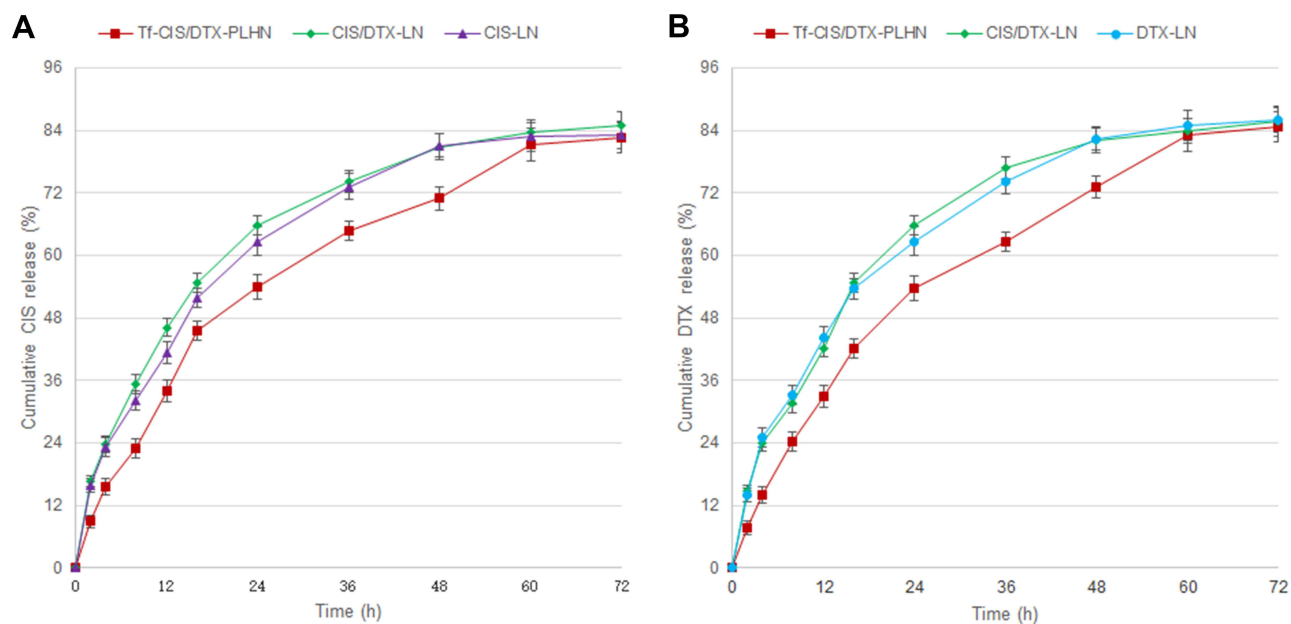 A
Tf-CIS/DTX-PLHN CIS/DTX-LN CIS-LN
96
84
72
60
48
36
24
12
0
Cumulative CIS release (%)
0 12 24 36 48 60 72
Time (h)
B
Tf-CIS/DTX-PLHN CIS/DTX-LN DTX-LN
96
84
72
60
48
36
24
12
0
Cumulative DTX release (%)
0 12 24 36 48 60 72
Time (h)